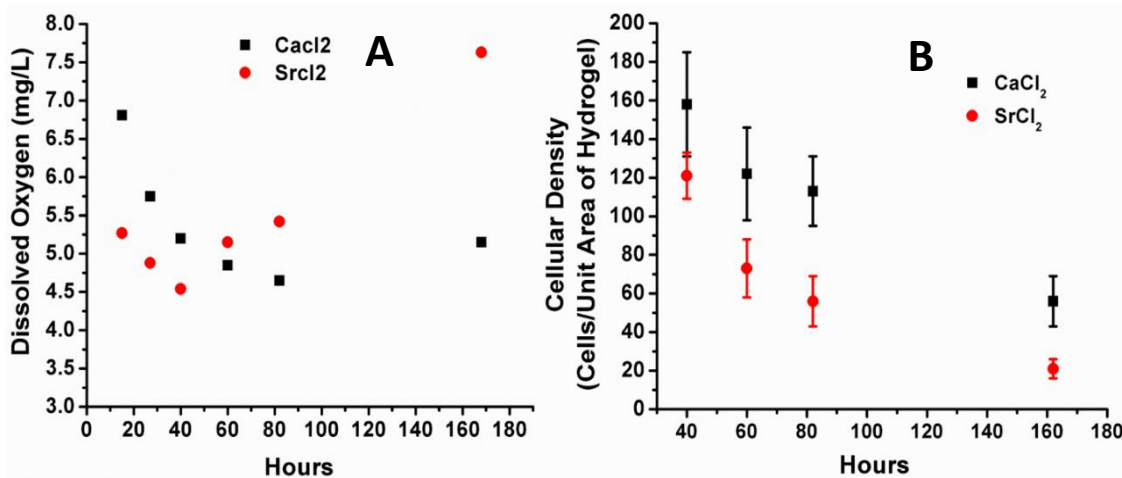 A
Cacl2
Srcl2
Dissolved Oxygen (mg/L)
8.0
7.5
7.0
6.5
6.0
5.5
5.0
4.5
4.0
3.5
3.0
0 20 40 60 80 100 120 140 160 180
Hours
B
CaCl2
SrCl2
Cellular Density
(Cells/Unit Area of Hydrogel)
200
180
160
140
120
100
80
60
40
20
0
40 60 80 100 120 140 160 180
Hours